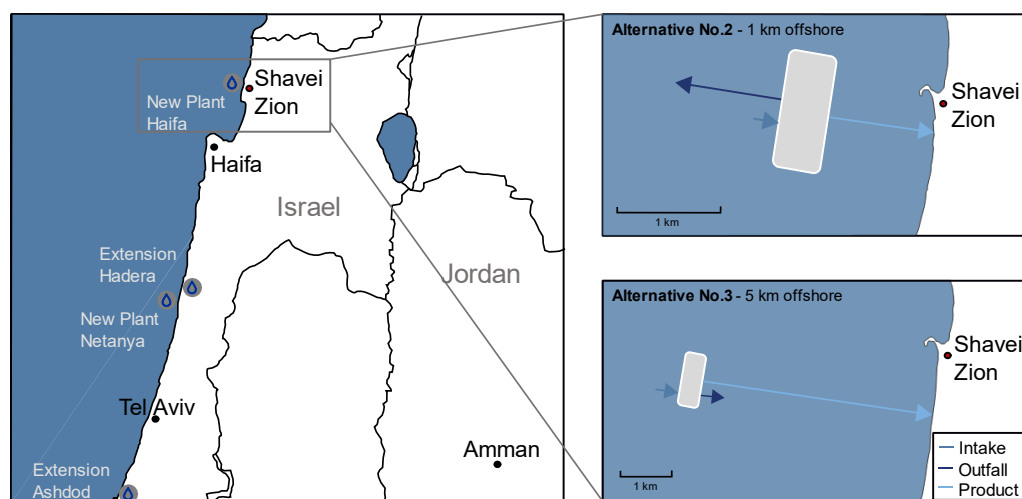 Shavei
Zion
New Plant
Haifa
Haifa
Israel
Extension
Hadera
Jordan
New Plant
Netanya
Tel Aviv
Amman
Extension
Ashdod
Alternative No.2 - 1 km offshore
Shavei
Zion
1 km
Alternative No.3 - 5 km offshore
Shavei
Zion
1 km
Intake
Outfall
Product